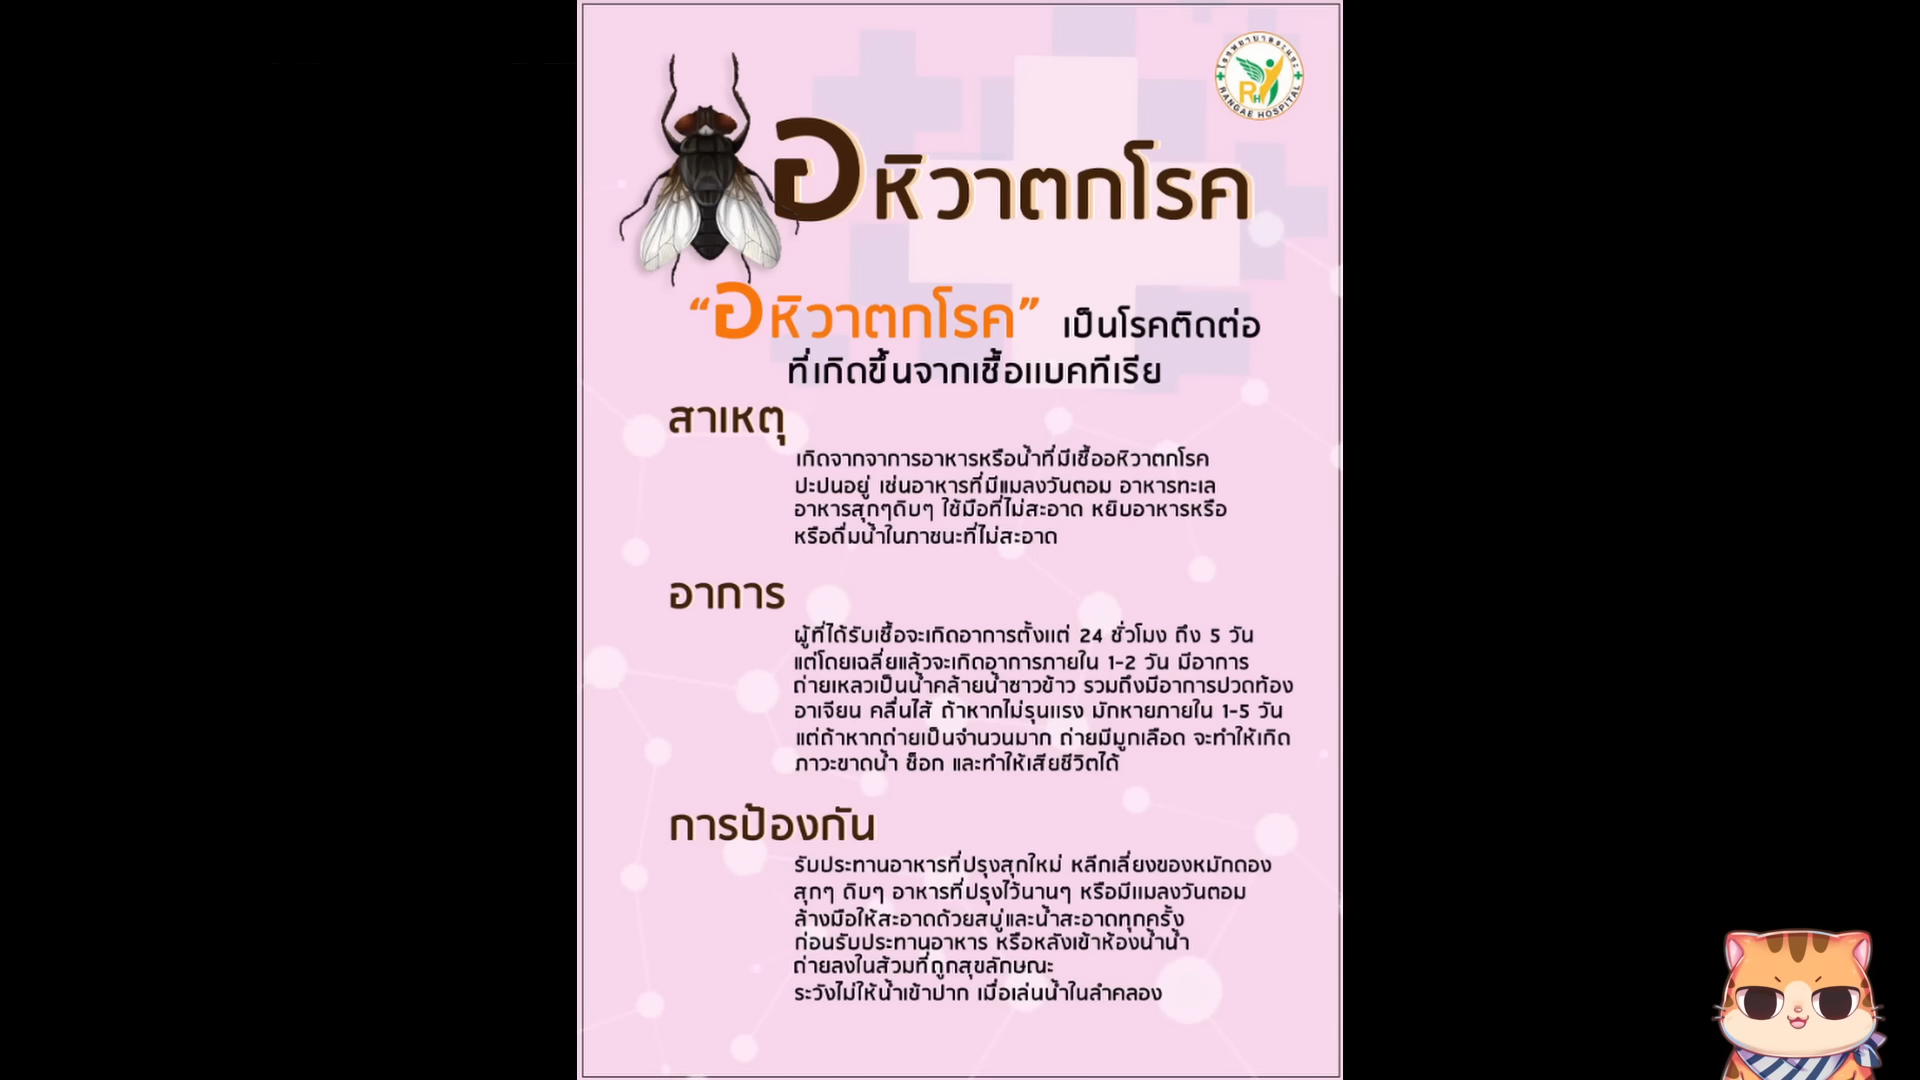 โรงพยาบาลระแงะ
RANGAE HOSPITAL
RH
อหิวาตกโรค
“อหิวาตกโรค” เป็นโรคติดต่อ
ที่เกิดขึ้นจากเชื้อแบคทีเรีย
สาเหตุ
เกิดจากจาการอาหารหรือน้ำที่มีเชื้ออหิวาตกโรค
ปะปนอยู่ เช่นอาหารที่มีแมลงวันตอม อาหารทะเล
อาหารสุกๆดิบๆ ใช้มือที่ไม่สะอาด หยิบอาหารหรือ
หรือดื่มน้ำในภาชนะที่ไม่สะอาด
อาการ
ผู้ที่ได้รับเชื้อจะเกิดอาการตั้งแต่ 24 ชั่วโมง ถึง 5 วัน
แต่โดยเฉลี่ยแล้วจะเกิดอาการภายใน 1-2 วัน มีอาการ
ถ่ายเหลวเป็นน้ำคล้ายน้ำซาวข้าว รวมถึงมีอาการปวดท้อง
อาเจียน คลื่นไส้ ถ้าหากไม่รุนแรง มักหายภายใน 1-5 วัน
แต่ถ้าหากถ่ายเป็นจำนวนมาก ถ่ายมีมูกเลือด จะทำให้เกิด
ภาวะขาดน้ำ ช็อก และทำให้เสียชีวิตได้
การป้องกัน
รับประทานอาหารที่ปรุงสุกใหม่ หลีกเลี่ยงของหมักดอง
สุกๆ ดิบๆ อาหารที่ปรุงไว้นานๆ หรือมีแมลงวันตอม
ล้างมือให้สะอาดด้วยสบู่และน้ำสะอาดทุกครั้ง
ก่อนรับประทานอาหาร หรือหลังเข้าห้องน้ำน้ำ
ถ่ายลงในส้วมที่ถูกสุขลักษณะ
ระวังไม่ให้น้ำเข้าปาก เมื่อเล่นน้ำในลำคลอง